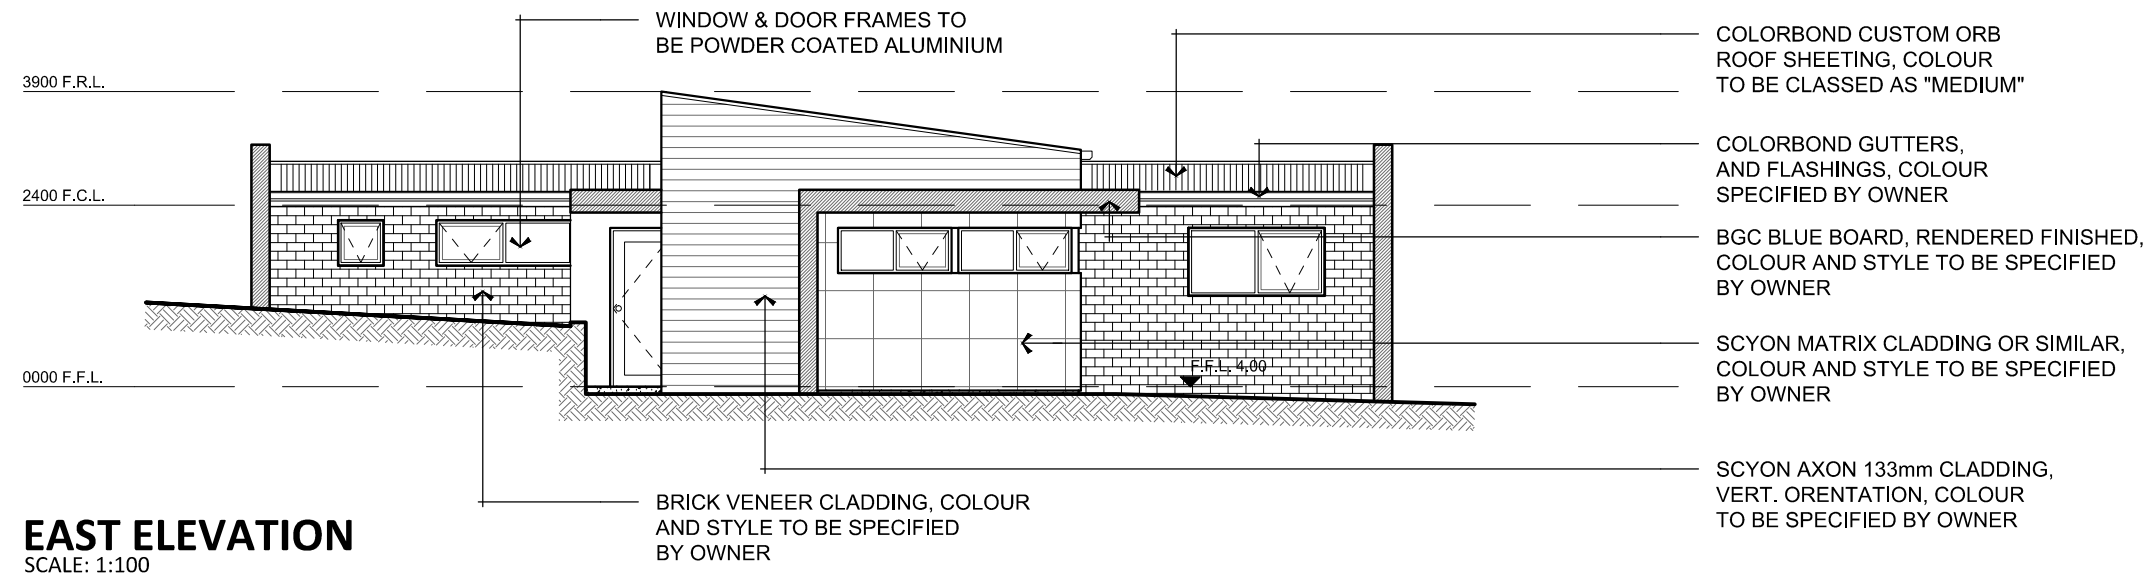 WINDOW & DOOR FRAMES TO
BE POWDER COATED ALUMINIUM
COLORBOND CUSTOM ORB
ROOF SHEETING, COLOUR
TO BE CLASSED AS "MEDIUM"
3900 F.R.L.
COLORBOND GUTTERS,
AND FLASHINGS, COLOUR
SPECIFIED BY OWNER
2400 F.C.L.
BGC BLUE BOARD, RENDERED FINISHED,
COLOUR AND STYLE TO BE SPECIFIED
BY OWNER
SCYON MATRIX CLADDING OR SIMILAR,
COLOUR AND STYLE TO BE SPECIFIED
BY OWNER
F.F.L. 4.00
0000 F.F.L.
SCYON AXON 133mm CLADDING,
VERT. ORENTATION, COLOUR
TO BE SPECIFIED BY OWNER
BRICK VENEER CLADDING, COLOUR
AND STYLE TO BE SPECIFIED
BY OWNER
EAST ELEVATION
SCALE: 1:100